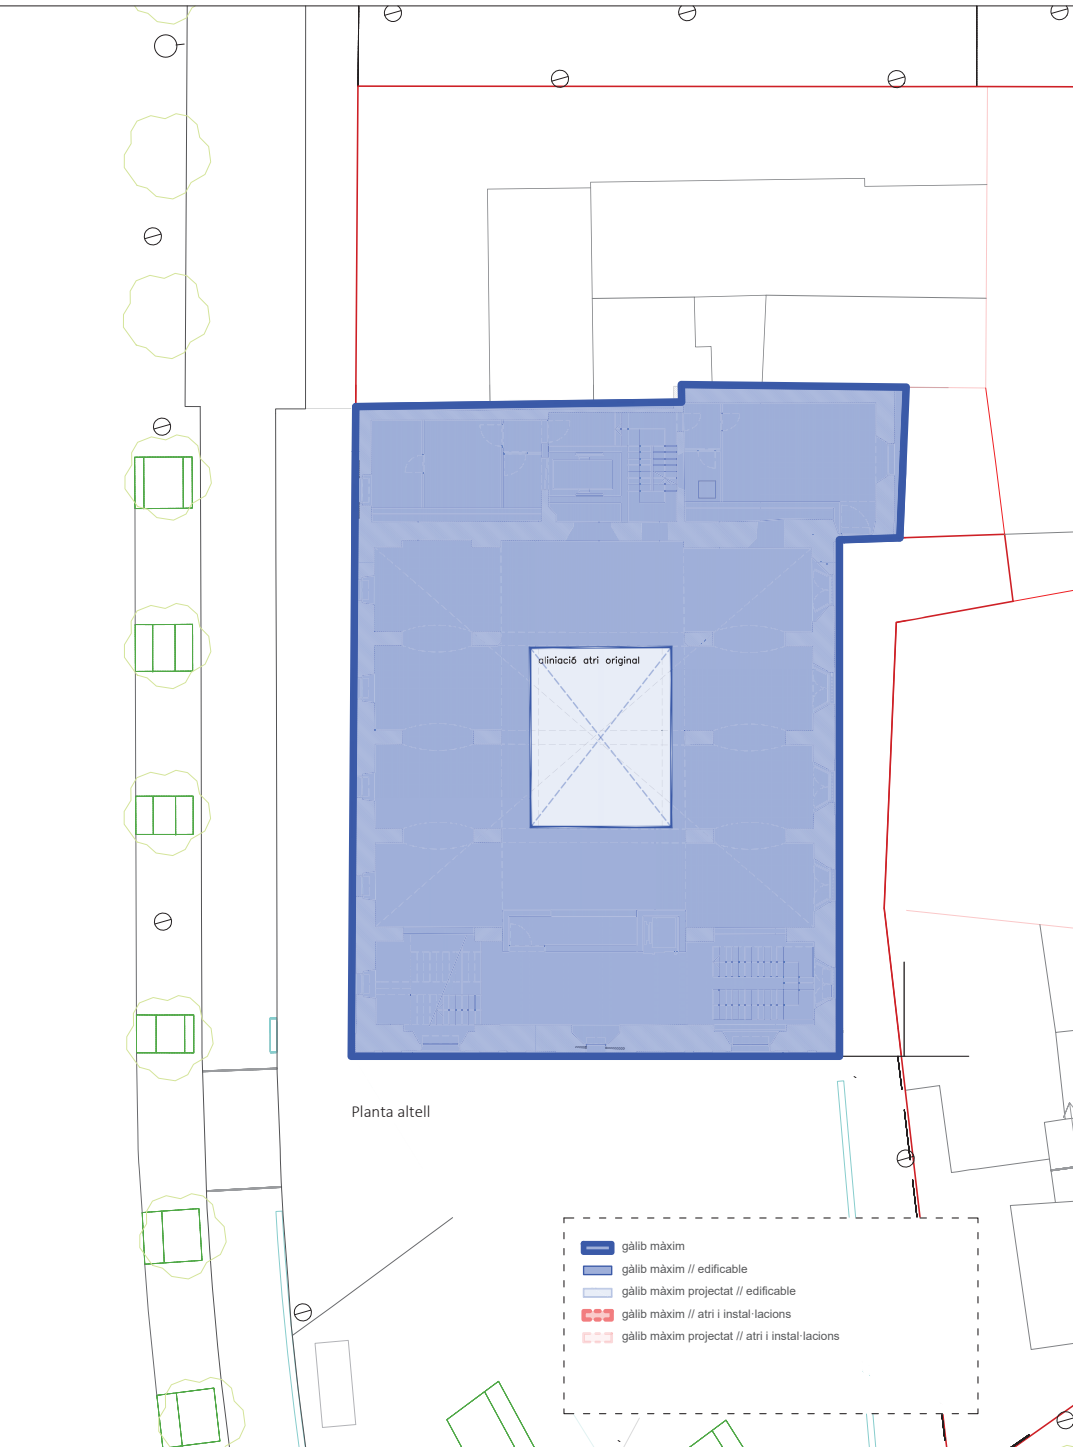 aliniació atri original
Planta altell
gàlib màxim
gàlib màxim // edificable
gàlib màxim projectat // edificable
gàlib màxim // atri i instal·lacions
gàlib màxim projectat // atri i instal·lacions